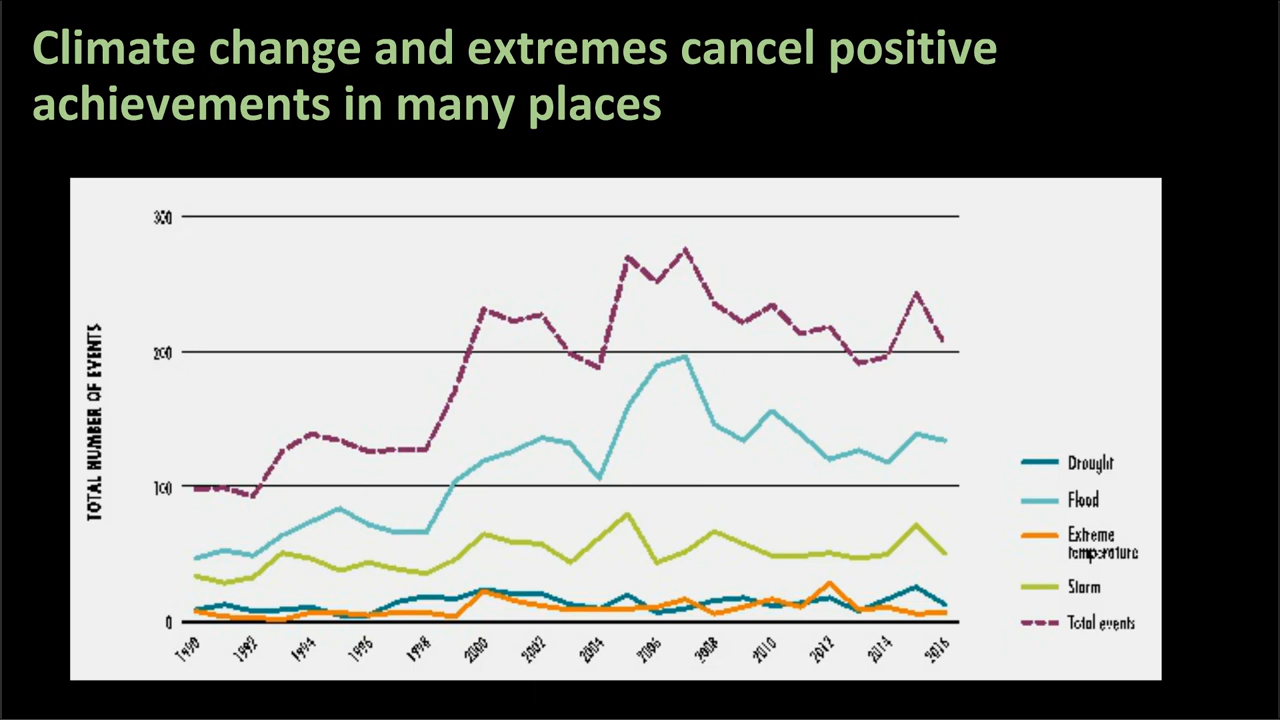 Climate change and extremes cancel positive
achievements in many places
TOTAL NUMBER OF EVENTS
300
200
100
0
1990
1992
1994
1996
1998
2000
2002
2004
2006
2008
2010
2012
2014
2016
Drought
Flood
Extreme
temperature
Storm
Total events